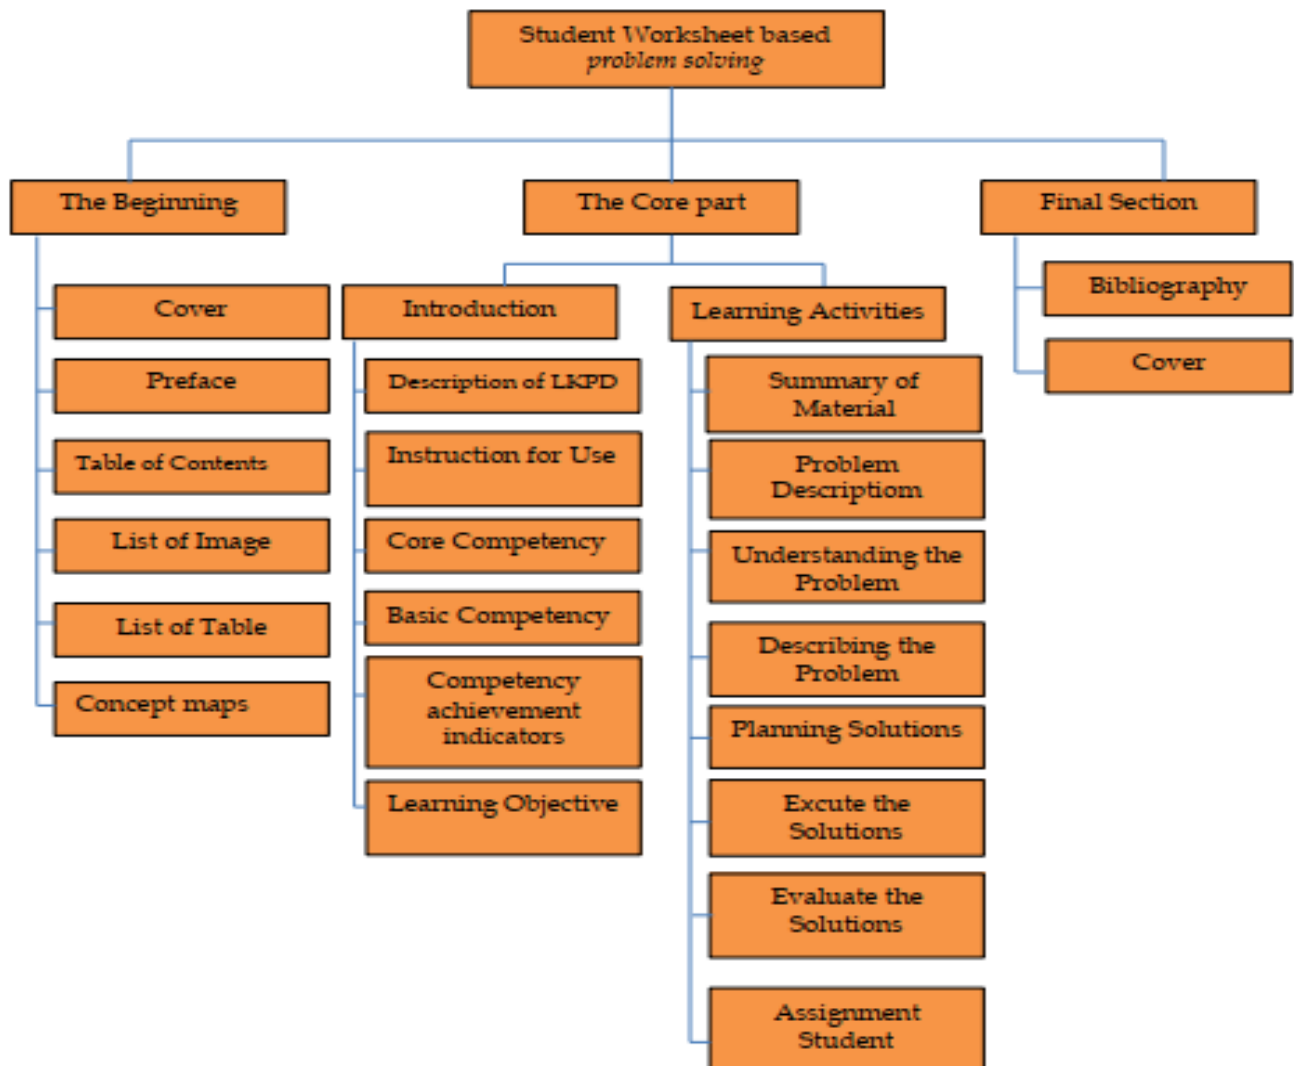 Student Worksheet based
problem solving
The Beginning
The Core part
Final Section
Cover
Preface
Table of Contents
List of Image
List of Table
Concept maps
Introduction
Description of LKPD
Instruction for Use
Core Competency
Basic Competency
Competency
achievement
indicators
Learning Objective
Learning Activities
Summary of
Material
Problem
Descriptiom
Understanding the
Problem
Describing the
Problem
Planning Solutions
Excute the
Solutions
Evaluate the
Solutions
Assignment
Student
Bibliography
Cover